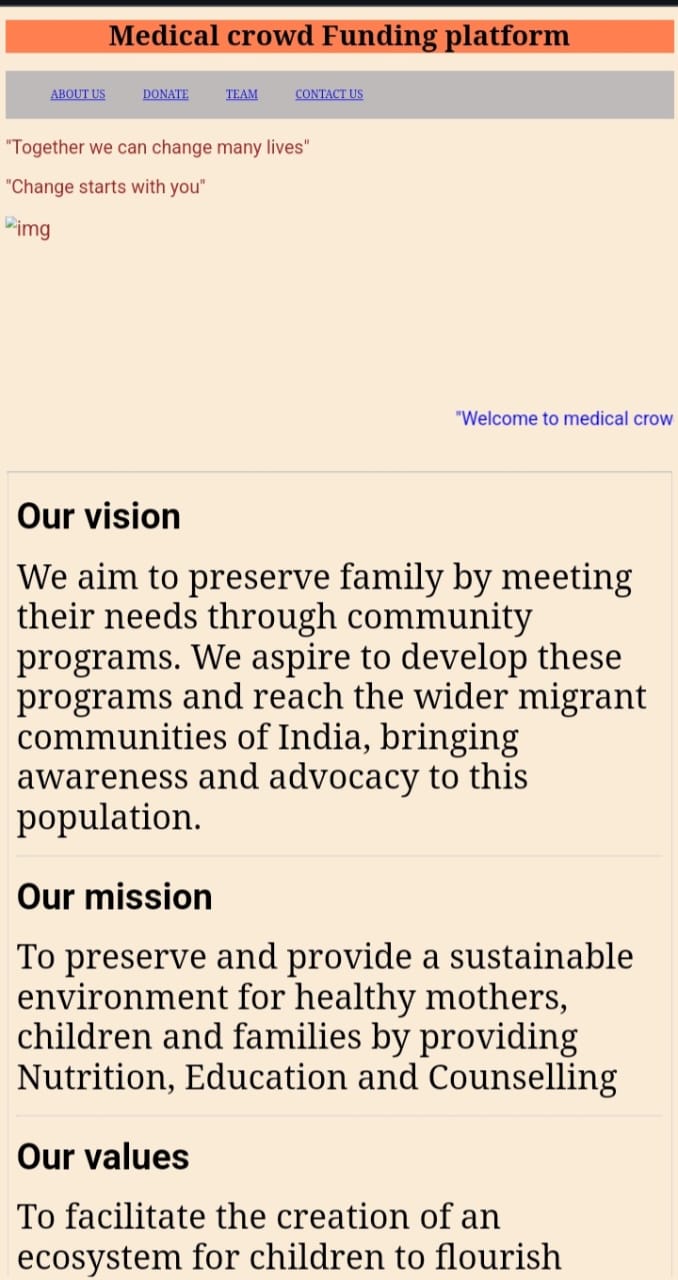 Medical crowd Funding platform
ABOUT US DONATE TEAM CONTACT US
"Together we can change many lives"
"Change starts with you"
img
"Welcome to medical crow
Our vision
We aim to preserve family by meeting
their needs through community
programs. We aspire to develop these
programs and reach the wider migrant
communities of India, bringing
awareness and advocacy to this
population.
Our mission
To preserve and provide a sustainable
environment for healthy mothers,
children and families by providing
Nutrition, Education and Counselling
Our values
To facilitate the creation of an
ecosystem for children to flourish